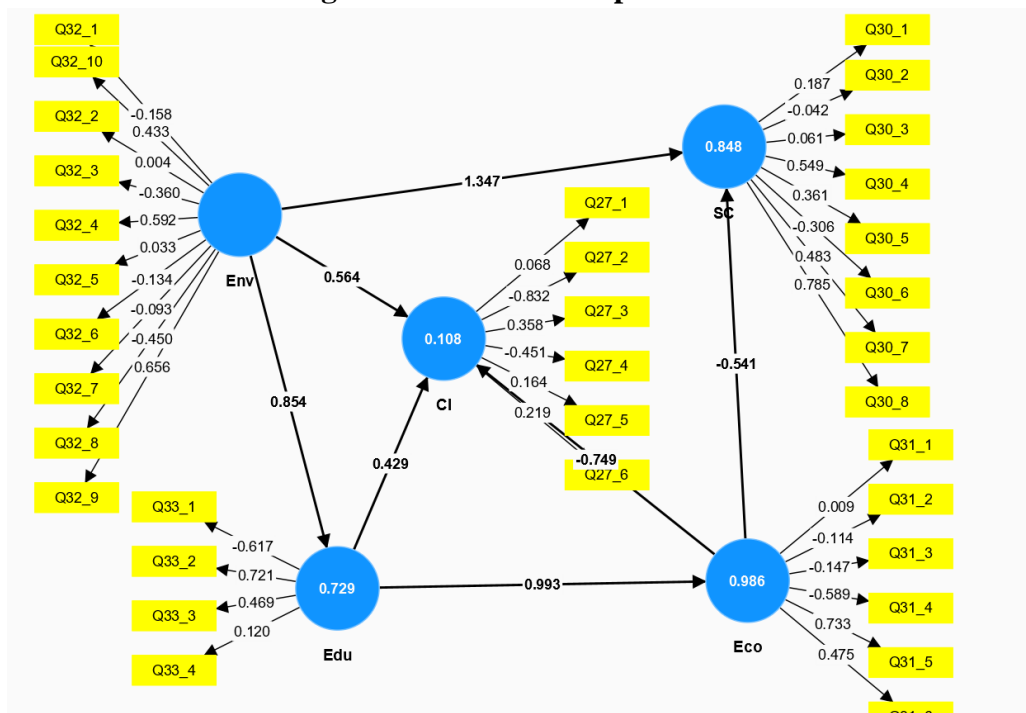 Q32_1
Q32_10
Q32_2
Q32_3
Q32_4
Q32_5
Q32_6
Q32_7
Q32_8
Q32_9
-0.158
0.433
0.004
-0.360
0.592
0.033
-0.134
-0.093
-0.450
0.656
Env
1.347
0.564
0.854
Q33_1
Q33_2
Q33_3
Q33_4
-0.617
0.721
0.469
0.120
0.729
Edu
0.429
0.993
0.108
CI
0.068
-0.832
0.358
-0.451
0.164
0.219
-0.749
Q27_1
Q27_2
Q27_3
Q27_4
Q27_5
Q27_6
0.848
SC
0.187
-0.042
0.061
0.549
0.361
-0.306
0.483
0.785
Q30_1
Q30_2
Q30_3
Q30_4
Q30_5
Q30_6
Q30_7
Q30_8
-0.541
0.986
Eco
0.009
-0.114
-0.147
-0.589
0.733
0.475
Q31_1
Q31_2
Q31_3
Q31_4
Q31_5